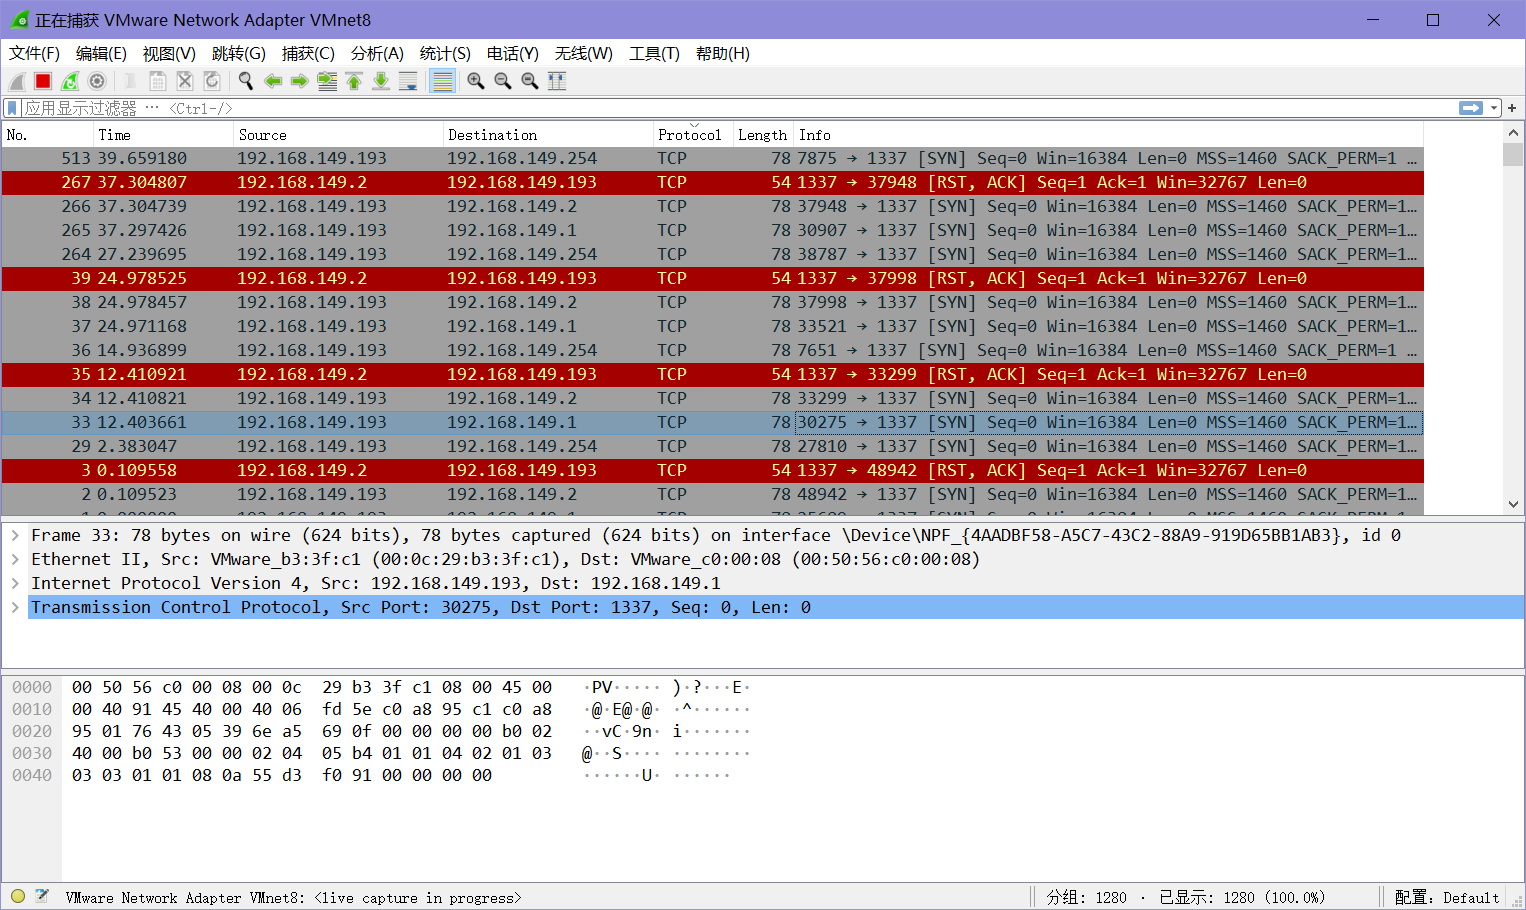 正在捕获 VMware Network Adapter VMnet8
文件(F) 编辑(E) 视图(V) 跳转(G) 捕获(C) 分析(A) 统计(S) 电话(Y) 无线(W) 工具(T) 帮助(H)
应用显示过滤器 … <Ctrl-/>
No. Time Source Destination Protocol Length Info
513 39.659180 192.168.149.193 192.168.149.254 TCP 78 7875 → 1337 [SYN] Seq=0 Win=16384 Len=0 MSS=1460 SACK_PERM=1 …
267 37.304807 192.168.149.2 192.168.149.193 TCP 54 1337 → 37948 [RST, ACK] Seq=1 Ack=1 Win=32767 Len=0
266 37.304739 192.168.149.193 192.168.149.2 TCP 78 37948 → 1337 [SYN] Seq=0 Win=16384 Len=0 MSS=1460 SACK_PERM=1…
265 37.297426 192.168.149.193 192.168.149.1 TCP 78 30907 → 1337 [SYN] Seq=0 Win=16384 Len=0 MSS=1460 SACK_PERM=1…
264 27.239695 192.168.149.193 192.168.149.254 TCP 78 38787 → 1337 [SYN] Seq=0 Win=16384 Len=0 MSS=1460 SACK_PERM=1…
39 24.978525 192.168.149.2 192.168.149.193 TCP 54 1337 → 37998 [RST, ACK] Seq=1 Ack=1 Win=32767 Len=0
38 24.978457 192.168.149.193 192.168.149.2 TCP 78 37998 → 1337 [SYN] Seq=0 Win=16384 Len=0 MSS=1460 SACK_PERM=1…
37 24.971168 192.168.149.193 192.168.149.1 TCP 78 33521 → 1337 [SYN] Seq=0 Win=16384 Len=0 MSS=1460 SACK_PERM=1…
36 14.936899 192.168.149.193 192.168.149.254 TCP 78 7651 → 1337 [SYN] Seq=0 Win=16384 Len=0 MSS=1460 SACK_PERM=1 …
35 12.410921 192.168.149.2 192.168.149.193 TCP 54 1337 → 33299 [RST, ACK] Seq=1 Ack=1 Win=32767 Len=0
34 12.410821 192.168.149.193 192.168.149.2 TCP 78 33299 → 1337 [SYN] Seq=0 Win=16384 Len=0 MSS=1460 SACK_PERM=1…
33 12.403661 192.168.149.193 192.168.149.1 TCP 78 30275 → 1337 [SYN] Seq=0 Win=16384 Len=0 MSS=1460 SACK_PERM=1…
29 2.383047 192.168.149.193 192.168.149.254 TCP 78 27810 → 1337 [SYN] Seq=0 Win=16384 Len=0 MSS=1460 SACK_PERM=1…
3 0.109558 192.168.149.2 192.168.149.193 TCP 54 1337 → 48942 [RST, ACK] Seq=1 Ack=1 Win=32767 Len=0
2 0.109523 192.168.149.193 192.168.149.2 TCP 78 48942 → 1337 [SYN] Seq=0 Win=16384 Len=0 MSS=1460 SACK_PERM=1…
Frame 33: 78 bytes on wire (624 bits), 78 bytes captured (624 bits) on interface \Device\NPF_{4AADBF58-A5C7-43C2-88A9-919D65BB1AB3}, id 0
Ethernet II, Src: VMware_b3:3f:c1 (00:0c:29:b3:3f:c1), Dst: VMware_c0:00:08 (00:50:56:c0:00:08)
Internet Protocol Version 4, Src: 192.168.149.193, Dst: 192.168.149.1
Transmission Control Protocol, Src Port: 30275, Dst Port: 1337, Seq: 0, Len: 0
0000 00 50 56 c0 00 08 00 0c 29 b3 3f c1 08 00 45 00 ·PV····· )·?···E·
0010 00 40 91 45 40 00 40 06 fd 5e c0 a8 95 c1 c0 a8 ·@·E@·@· ·^······
0020 95 01 76 43 05 39 6e a5 69 0f 00 00 00 00 b0 02 ··vC·9n· i·······
0030 40 00 b0 53 00 00 02 04 05 b4 01 01 04 02 01 03 @··S···· ········
0040 03 03 01 01 08 0a 55 d3 f0 91 00 00 00 00 ······U· ······
VMware Network Adapter VMnet8: <live capture in progress> 分组: 1280 · 已显示: 1280 (100.0%) 配置: Default